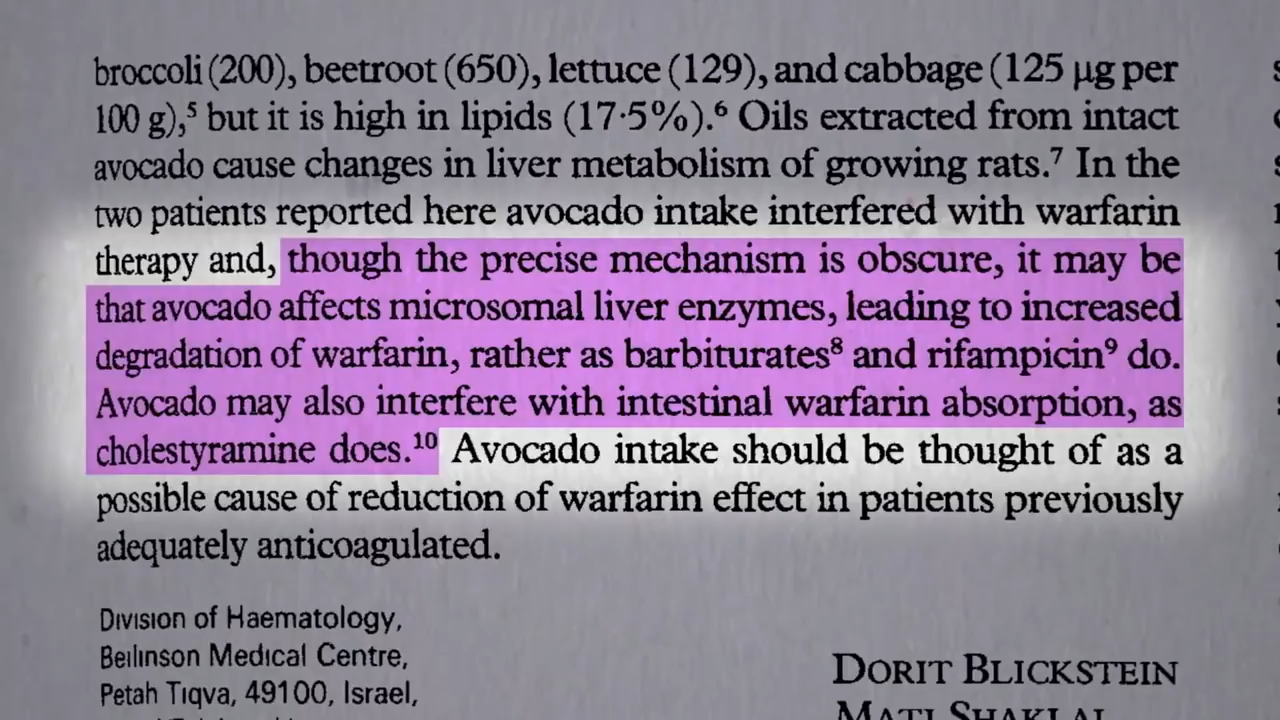 broccoli (200), beetroot (650), lettuce (129), and cabbage (125 μg per
100 g),⁵ but it is high in lipids (17·5%).⁶ Oils extracted from intact
avocado cause changes in liver metabolism of growing rats.⁷ In the
two patients reported here avocado intake interfered with warfarin
therapy and, though the precise mechanism is obscure, it may be
that avocado affects microsomal liver enzymes, leading to increased
degradation of warfarin, rather as barbiturates⁸ and rifampicin⁹ do.
Avocado may also interfere with intestinal warfarin absorption, as
cholestyramine does.¹⁰ Avocado intake should be thought of as a
possible cause of reduction of warfarin effect in patients previously
adequately anticoagulated.
Division of Haematology,
Beilinson Medical Centre,
Petah Tiqva, 49100, Israel,
DORIT BLICKSTEIN
MATI SHAKLAI